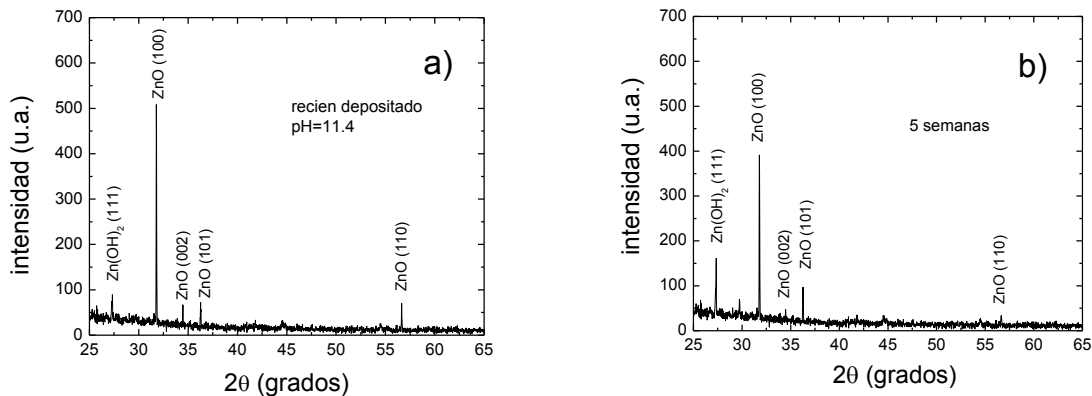 a)
recien depositado
pH=11.4
intensidad (u.a.)
700
600
500
400
300
200
100
0
Zn(OH)₂ (111)
ZnO (100)
ZnO (002)
ZnO (101)
ZnO (110)
25 30 35 40 45 50 55 60 65
2θ (grados)
b)
5 semanas
intensidad (u.a.)
700
600
500
400
300
200
100
0
Zn(OH)₂ (111)
ZnO (100)
ZnO (002)
ZnO (101)
ZnO (110)
25 30 35 40 45 50 55 60 65
2θ (grados)